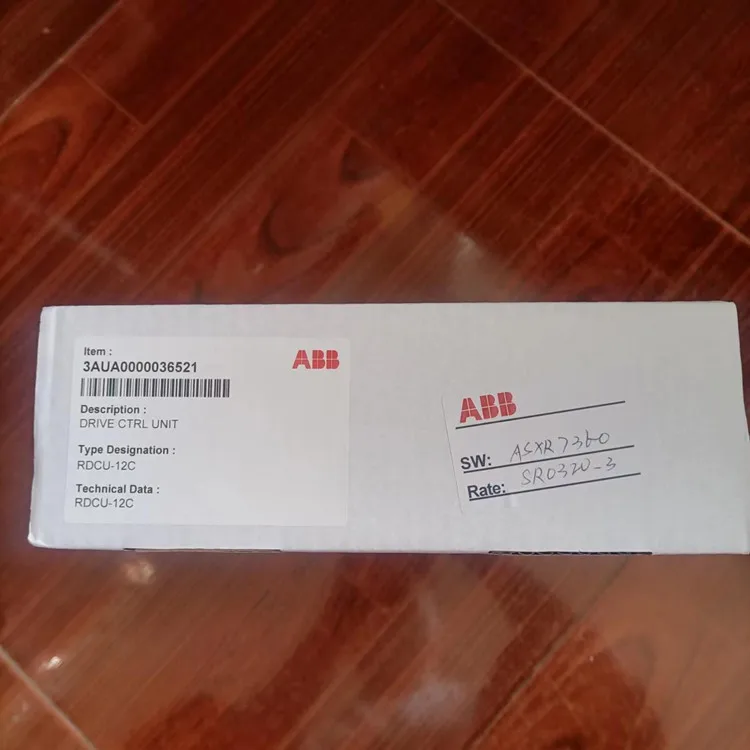 Item :
3AUA0000036521
ABB
Description :
DRIVE CTRL UNIT
Type Designation :
RDCU-12C
Technical Data :
RDCU-12C
ABB
SW: ASXR7360
Rate: SR0320-3